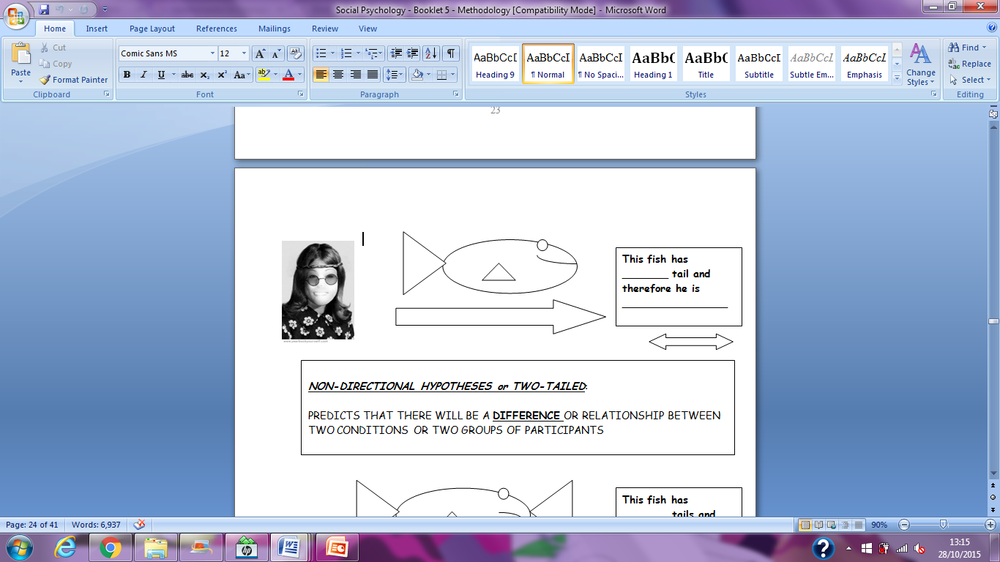 Social Psychology - Booklet 5 - Methodology [Compatibility Mode] - Microsoft Word
Home Insert Page Layout References Mailings Review View
Paste
Cut
Copy
Format Painter
Clipboard
Comic Sans MS 12
Font
Paragraph
AaBbCcI AaBbCcI AaBbCcI AaBbC AaBbC AaBbCcI AaBbCcL AaBbCcL
Heading 9 ¶ Normal ¶ No Spaci... Heading 1 Title Subtitle Subtle Em... Emphasis
Change Styles
Styles
Find
Replace
Select
Editing
23
This fish has
_________ tail and
therefore he is
____________________
www.yearbookyourself.com
NON-DIRECTIONAL HYPOTHESES or TWO-TAILED:
PREDICTS THAT THERE WILL BE A DIFFERENCE OR RELATIONSHIP BETWEEN
TWO CONDITIONS OR TWO GROUPS OF PARTICIPANTS
This fish has
_________ tails and
Page: 24 of 41 Words: 6,937 90%
13:15
28/10/2015